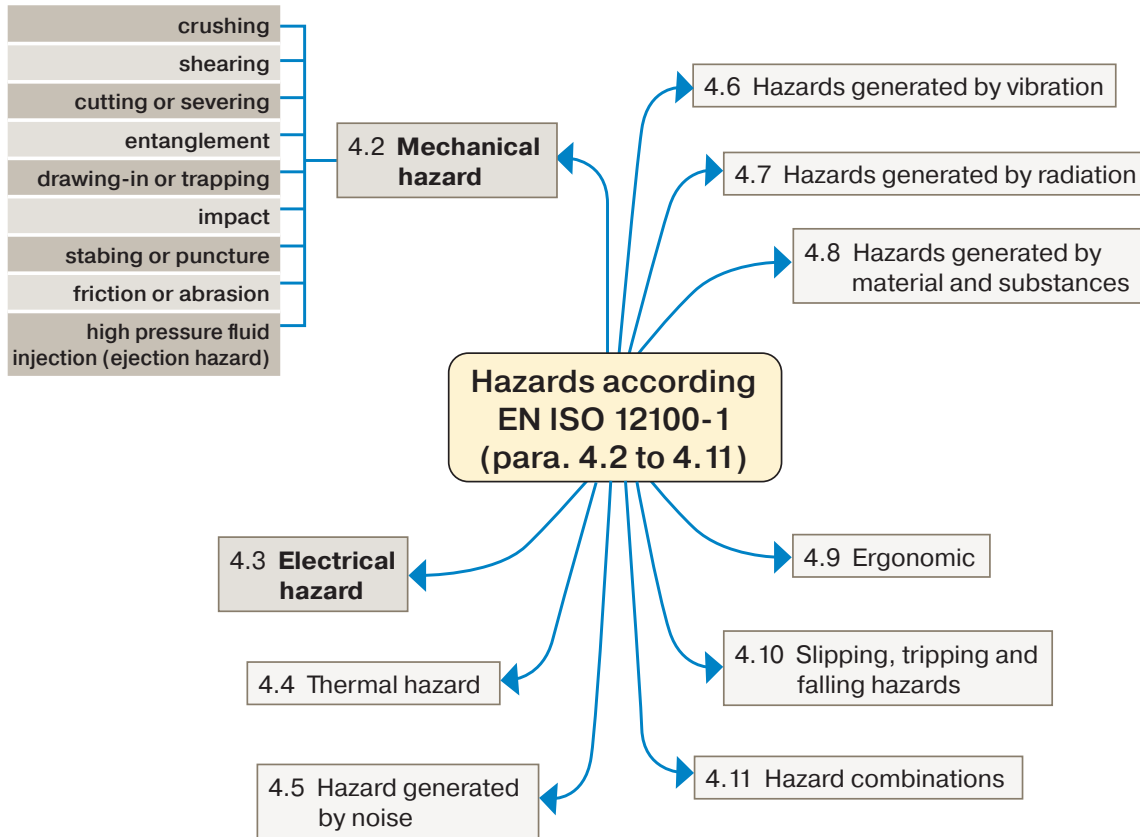 crushing
shearing
cutting or severing
entanglement
drawing-in or trapping
impact
stabing or puncture
friction or abrasion
high pressure fluid
injection (ejection hazard)
4.2 Mechanical
hazard
4.6 Hazards generated by vibration
4.7 Hazards generated by radiation
4.8 Hazards generated by
material and substances
Hazards according
EN ISO 12100-1
(para. 4.2 to 4.11)
4.3 Electrical
hazard
4.4 Thermal hazard
4.5 Hazard generated
by noise
4.9 Ergonomic
4.10 Slipping, tripping and
falling hazards
4.11 Hazard combinations